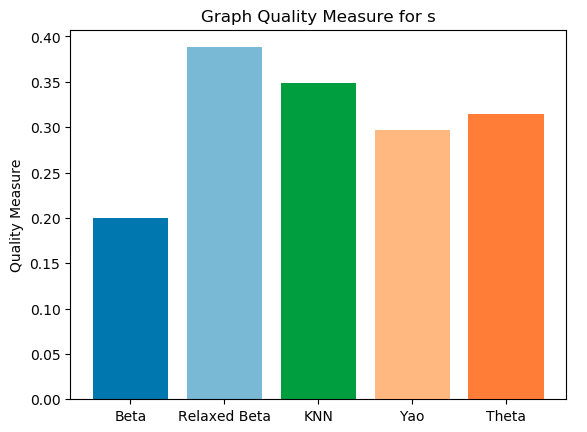 Graph Quality Measure for s
Quality Measure
0.40
0.35
0.30
0.25
0.20
0.15
0.10
0.05
0.00
Beta
Relaxed Beta
KNN
Yao
Theta